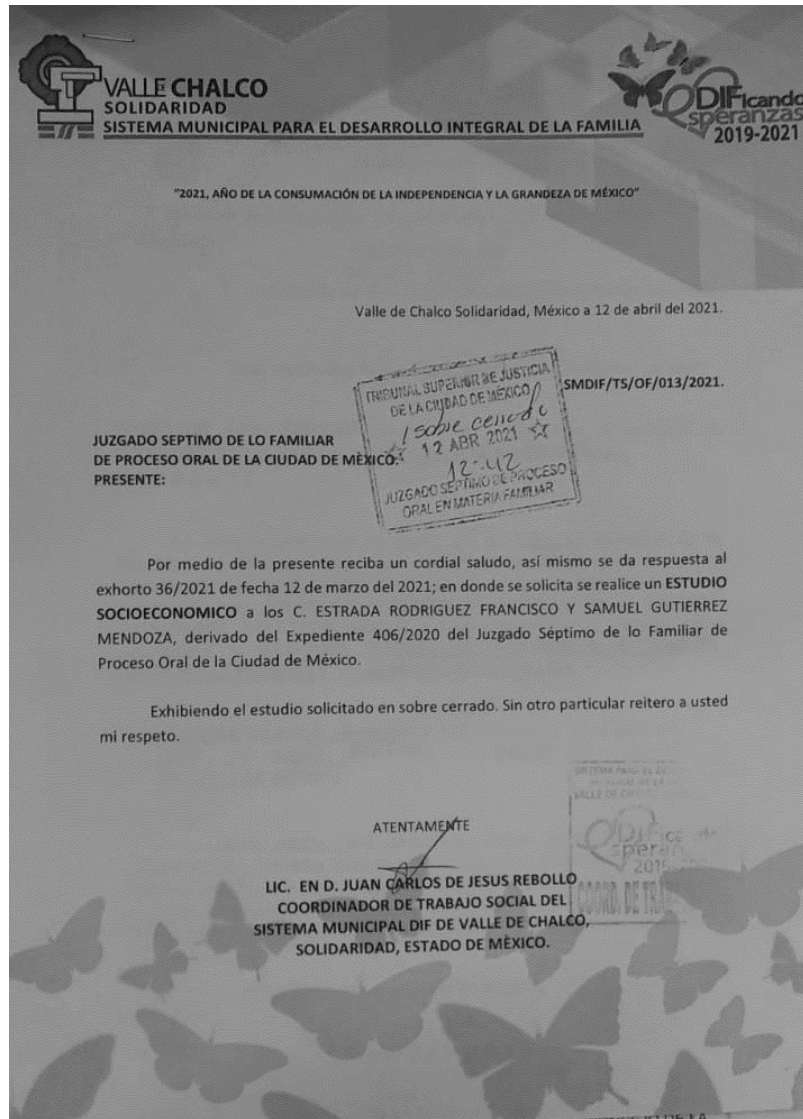 VALLE DE CHALCO
SOLIDARIDAD
SISTEMA MUNICIPAL PARA EL DESARROLLO INTEGRAL DE LA FAMILIA
DIFicando
speranzas
2019-2021
"2021, AÑO DE LA CONSUMACIÓN DE LA INDEPENDENCIA Y LA GRANDEZA DE MÉXICO"
Valle de Chalco Solidaridad, México a 12 de abril del 2021.
SMDIF/TS/OF/013/2021.
TRIBUNAL SUPERIOR DE JUSTICIA
DE LA CIUDAD DE MÉXICO
1 sobre cerrado
12 ABR 2021
12:42
JUZGADO SEPTIMO DE PROCESO
ORAL EN MATERIA FAMILIAR
JUZGADO SEPTIMO DE LO FAMILIAR
DE PROCESO ORAL DE LA CIUDAD DE MÈXICO.
PRESENTE:
Por medio de la presente reciba un cordial saludo, así mismo se da respuesta al
exhorto 36/2021 de fecha 12 de marzo del 2021; en donde se solicita se realice un ESTUDIO
SOCIOECONOMICO a los C. ESTRADA RODRIGUEZ FRANCISCO Y SAMUEL GUTIERREZ
MENDOZA, derivado del Expediente 406/2020 del Juzgado Séptimo de lo Familiar de
Proceso Oral de la Ciudad de México.
Exhibiendo el estudio solicitado en sobre cerrado. Sin otro particular reitero a usted
mi respeto.
ATENTAMENTE
LIC. EN D. JUAN CARLOS DE JESUS REBOLLO
COORDINADOR DE TRABAJO SOCIAL DEL
SISTEMA MUNICIPAL DIF DE VALLE DE CHALCO,
SOLIDARIDAD, ESTADO DE MÈXICO.